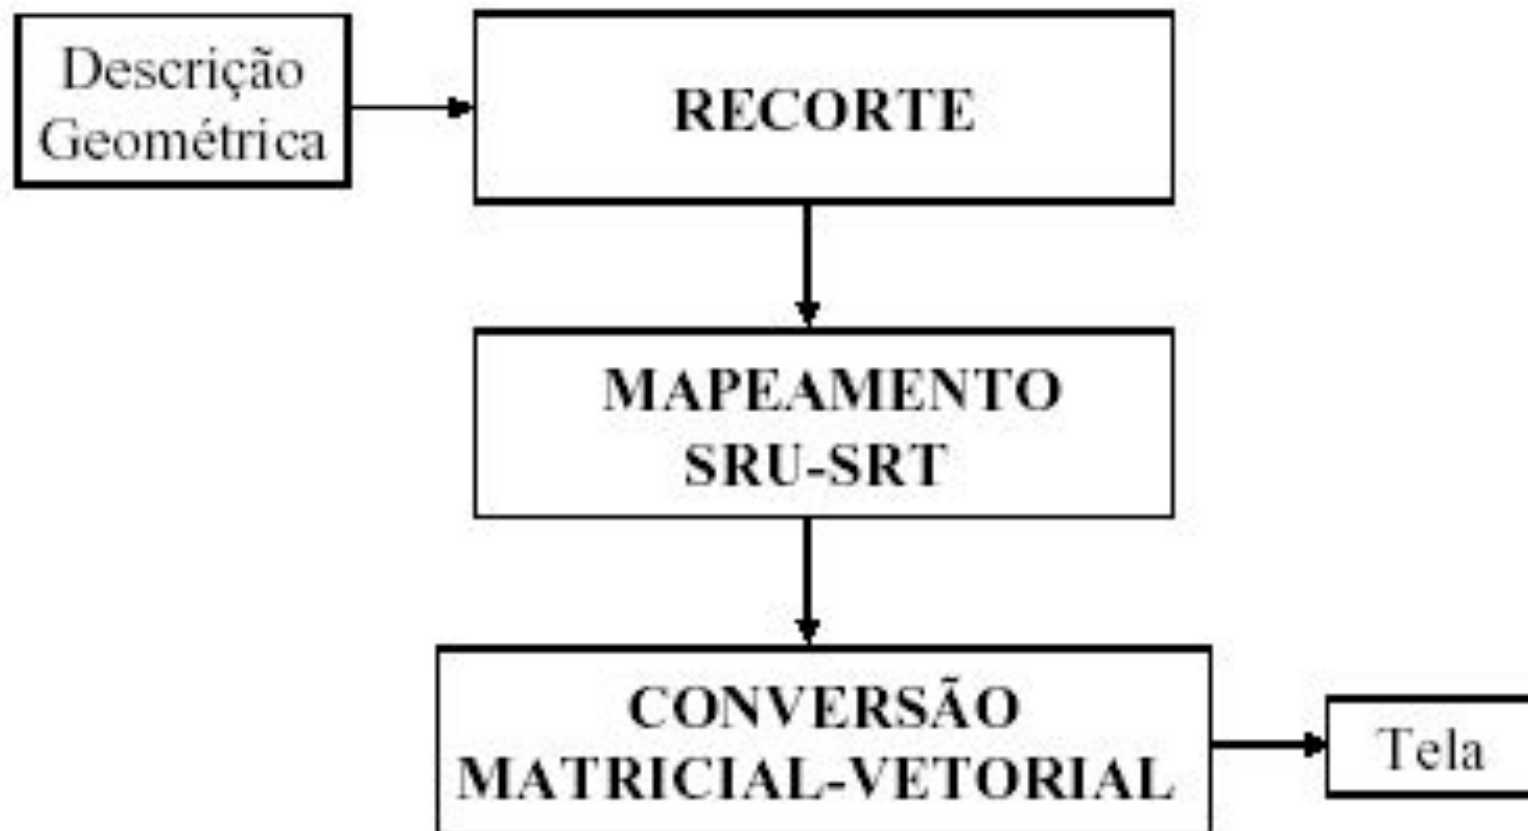 Descrição
Geométrica
RECORTE
MAPEAMENTO
SRU-SRT
CONVERSÃO
MATRICIAL-VETORIAL
Tela